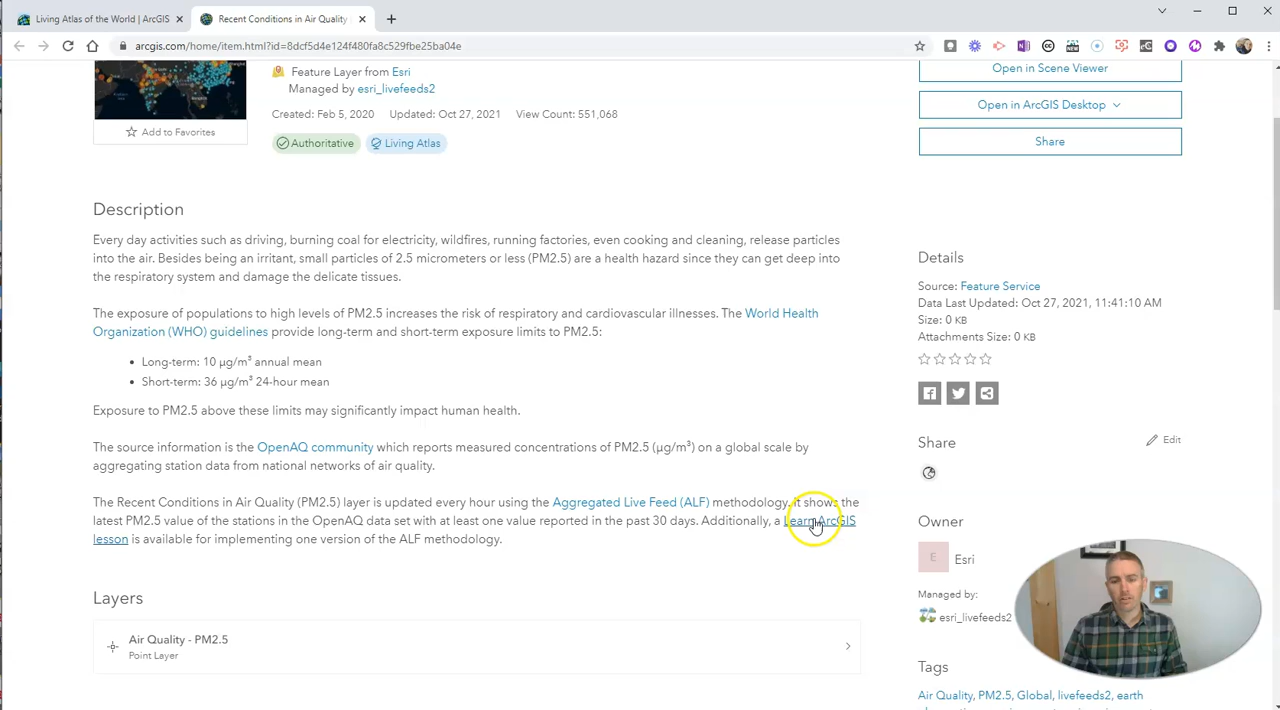 Living Atlas of the World | ArcGIS
Recent Conditions in Air Quality
arcgis.com/home/item.html?id=8dcf5d4e124f480fa8c529fbe25ba04e
Feature Layer from Esri
Managed by esri_livefeeds2
Created: Feb 5, 2020 Updated: Oct 27, 2021 View Count: 551,068
Add to Favorites
Authoritative
Living Atlas
Open in Scene Viewer
Open in ArcGIS Desktop
Share
Description
Every day activities such as driving, burning coal for electricity, wildfires, running factories, even cooking and cleaning, release particles
into the air. Besides being an irritant, small particles of 2.5 micrometers or less (PM2.5) are a health hazard since they can get deep into
the respiratory system and damage the delicate tissues.
The exposure of populations to high levels of PM2.5 increases the risk of respiratory and cardiovascular illnesses. The World Health
Organization (WHO) guidelines provide long-term and short-term exposure limits to PM2.5:
• Long-term: 10 μg/m³ annual mean
• Short-term: 36 μg/m³ 24-hour mean
Exposure to PM2.5 above these limits may significantly impact human health.
The source information is the OpenAQ community which reports measured concentrations of PM2.5 (μg/m³) on a global scale by
aggregating station data from national networks of air quality.
The Recent Conditions in Air Quality (PM2.5) layer is updated every hour using the Aggregated Live Feed (ALF) methodology, it shows the
latest PM2.5 value of the stations in the OpenAQ data set with at least one value reported in the past 30 days. Additionally, a Learn ArcGIS
lesson is available for implementing one version of the ALF methodology.
Layers
Air Quality - PM2.5
Point Layer
Details
Source: Feature Service
Data Last Updated: Oct 27, 2021, 11:41:10 AM
Size: 0 KB
Attachments Size: 0 KB
Share
Edit
Owner
E
Esri
Managed by:
esri_livefeeds2
Tags
Air Quality, PM2.5, Global, livefeeds2, earth